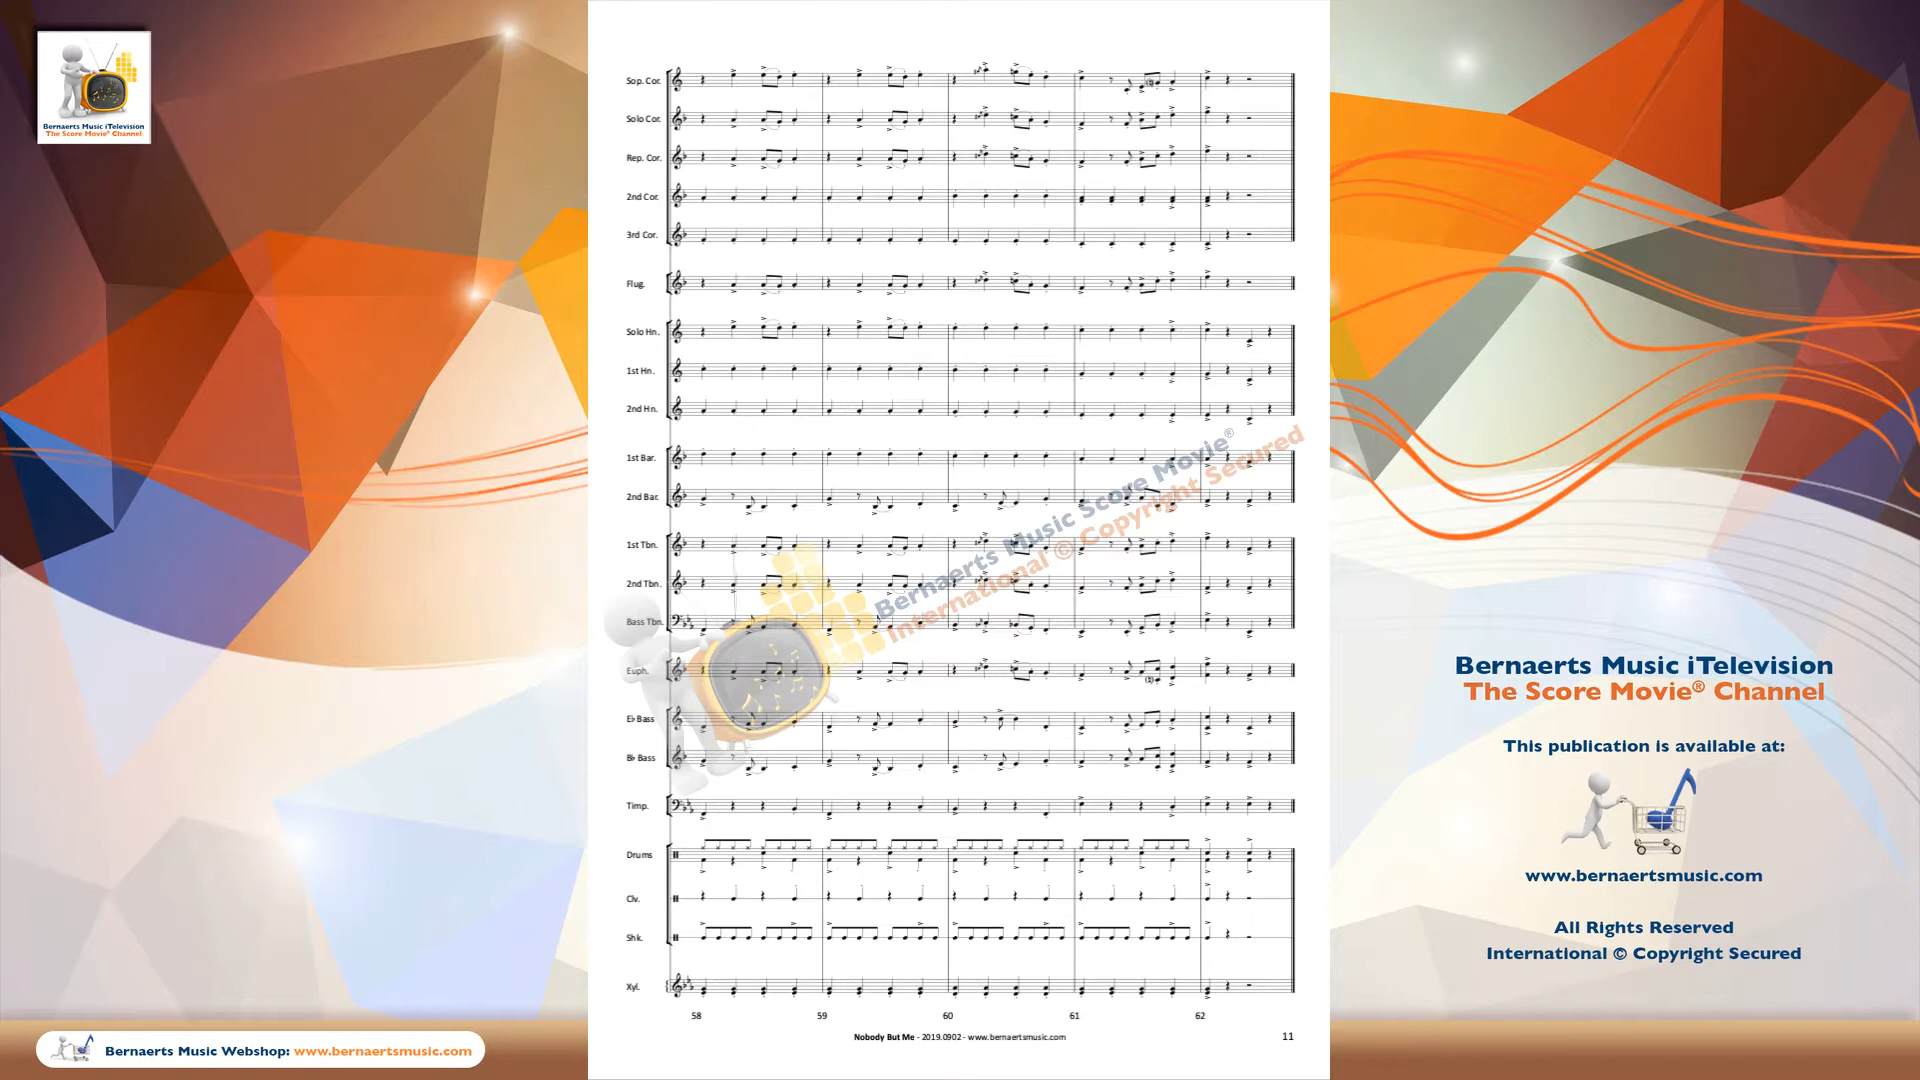 Bernaerts Music iTelevision
The Score Movie® Channel
Sop. Cor.
Solo Cor.
Rep. Cor.
2nd Cor.
3rd Cor.
Flug.
Solo Hn.
1st Hn.
2nd Hn.
1st Bar.
2nd Bar.
1st Tbn.
2nd Tbn.
Bass Tbn.
Euph.
E♭ Bass
B♭ Bass
Timp.
Drums
Clv.
Shk.
Xyl.
58 59 60 61 62
Nobody But Me - 2019.0902 - www.bernaertsmusic.com
11
Bernaerts Music Score Movie®
International © Copyright Secured
Bernaerts Music iTelevision
The Score Movie® Channel
This publication is available at:
www.bernaertsmusic.com
All Rights Reserved
International © Copyright Secured
Bernaerts Music Webshop: www.bernaertsmusic.com